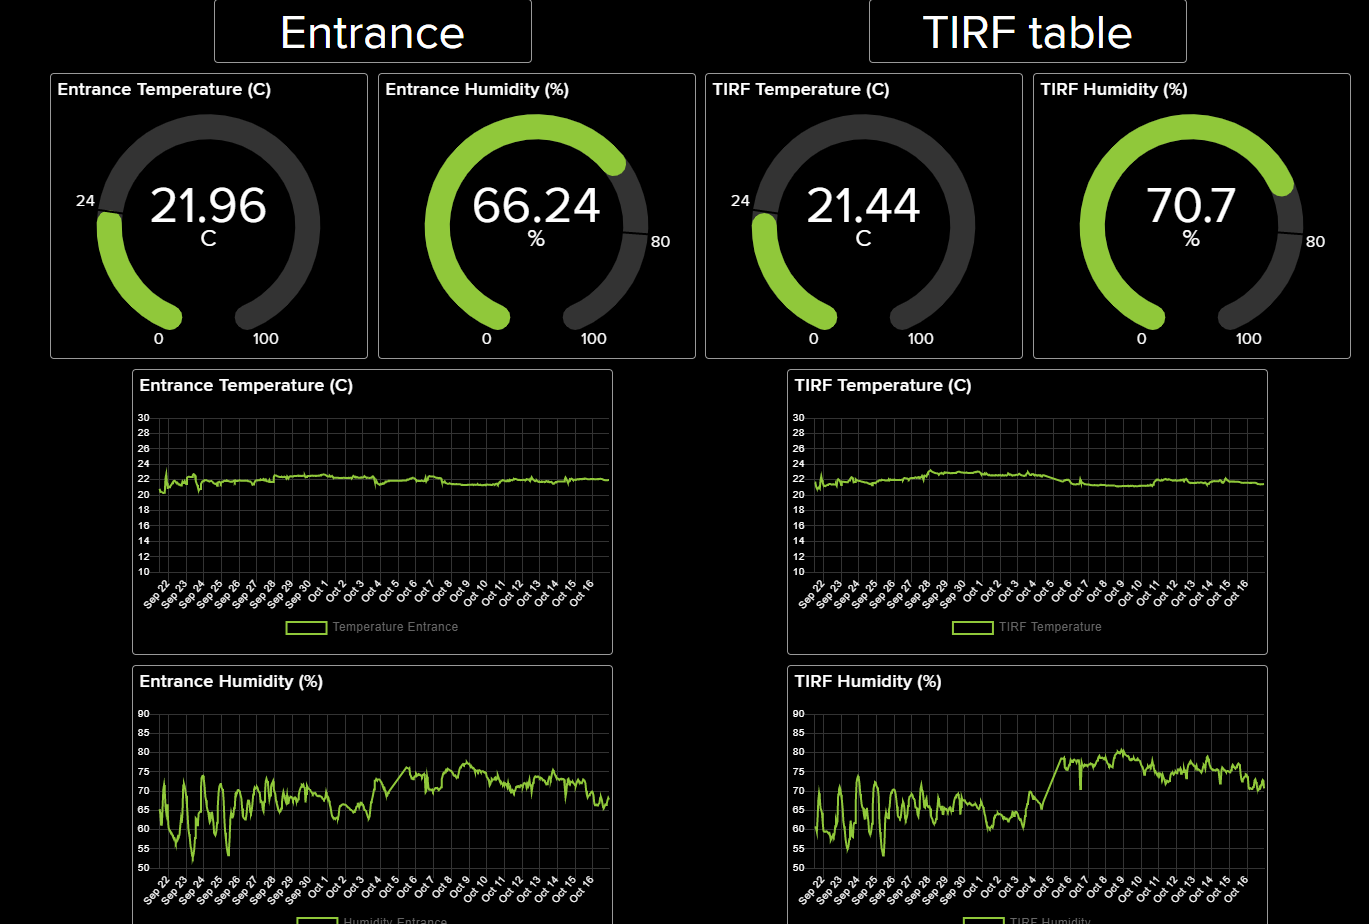 Entrance
TIRF table
Entrance Temperature (C)
24
21.96
C
0
100
Entrance Humidity (%)
66.24
%
80
0
100
TIRF Temperature (C)
24
21.44
C
0
100
TIRF Humidity (%)
70.7
%
80
0
100
Entrance Temperature (C)
30
28
26
24
22
20
18
16
14
12
10
Sep 22
Sep 23
Sep 24
Sep 25
Sep 26
Sep 27
Sep 28
Sep 29
Sep 30
Oct 1
Oct 2
Oct 3
Oct 4
Oct 5
Oct 6
Oct 7
Oct 8
Oct 9
Oct 10
Oct 11
Oct 12
Oct 13
Oct 14
Oct 15
Oct 16
Temperature Entrance
TIRF Temperature (C)
30
28
26
24
22
20
18
16
14
12
10
Sep 22
Sep 23
Sep 24
Sep 25
Sep 26
Sep 27
Sep 28
Sep 29
Sep 30
Oct 1
Oct 2
Oct 3
Oct 4
Oct 5
Oct 6
Oct 7
Oct 8
Oct 9
Oct 10
Oct 11
Oct 12
Oct 13
Oct 14
Oct 15
Oct 16
TIRF Temperature
Entrance Humidity (%)
90
85
80
75
70
65
60
55
50
Sep 22
Sep 23
Sep 24
Sep 25
Sep 26
Sep 27
Sep 28
Sep 29
Sep 30
Oct 1
Oct 2
Oct 3
Oct 4
Oct 5
Oct 6
Oct 7
Oct 8
Oct 9
Oct 10
Oct 11
Oct 12
Oct 13
Oct 14
Oct 15
Oct 16
Humidity Entrance
TIRF Humidity (%)
90
85
80
75
70
65
60
55
50
Sep 22
Sep 23
Sep 24
Sep 25
Sep 26
Sep 27
Sep 28
Sep 29
Sep 30
Oct 1
Oct 2
Oct 3
Oct 4
Oct 5
Oct 6
Oct 7
Oct 8
Oct 9
Oct 10
Oct 11
Oct 12
Oct 13
Oct 14
Oct 15
Oct 16
TIRF Humidity